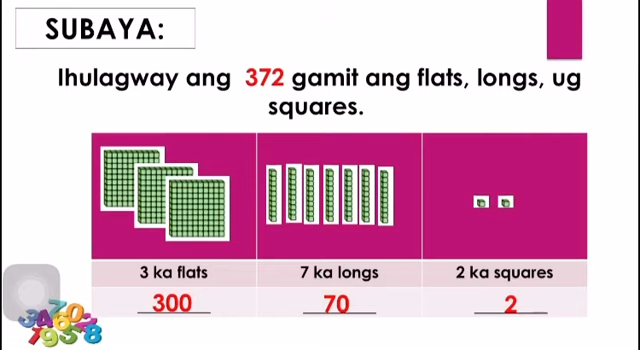 SUBAYA:
Ihulagway ang 372 gamit ang flats, longs, ug
squares.
3 ka flats 7 ka longs 2 ka squares
300 70 2